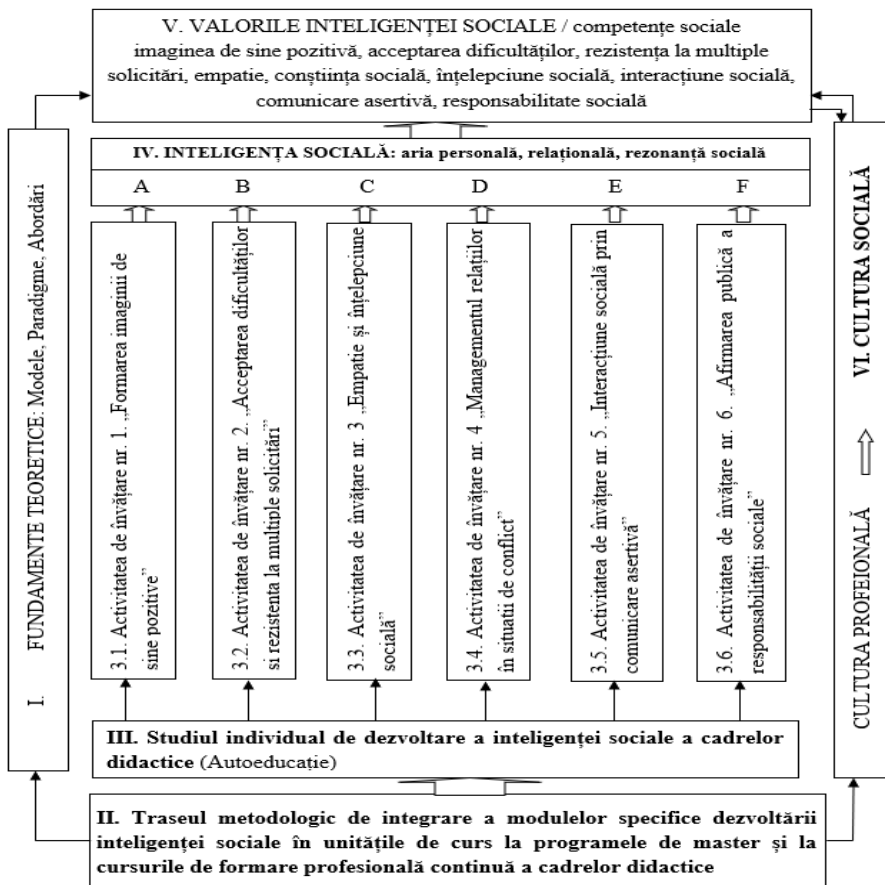 V. VALORILE INTELIGENȚEI SOCIALE / competențe sociale
imaginea de sine pozitivă, acceptarea dificultăților, rezistența la multiple
solicitări, empatie, conștiința socială, înțelepciune socială, interacțiune socială,
comunicare asertivă, responsabilitate socială
IV. INTELIGENȚA SOCIALĂ: aria personală, relațională, rezonanță socială
A B C D E F
I. FUNDAMENTE TEORETICE: Modele, Paradigme, Abordări
3.1. Activitatea de învățare nr. 1. „Formarea imaginii de
sine pozitive”
3.2. Activitatea de învățare nr. 2. „Acceptarea dificultăților
si rezistenta la multiple solicitări”
3.3. Activitatea de învățare nr. 3 „Empatie și înțelepciune
socială”
3.4. Activitatea de învățare nr. 4 „Managementul relațiilor
în situatii de conflict”
3.5. Activitatea de învățare nr. 5. „Interacțiune socială prin
comunicare asertivă”
3.6. Activitatea de învățare nr. 6. „Afirmarea publică a
responsabilității sociale”
CULTURA PROFEIONALĂ VI. CULTURA SOCIALĂ
III. Studiul individual de dezvoltare a inteligenței sociale a cadrelor
didactice (Autoeducație)
II. Traseul metodologic de integrare a modulelor specifice dezvoltării
inteligenței sociale în unitățile de curs la programele de master și la
cursurile de formare profesională continuă a cadrelor didactice